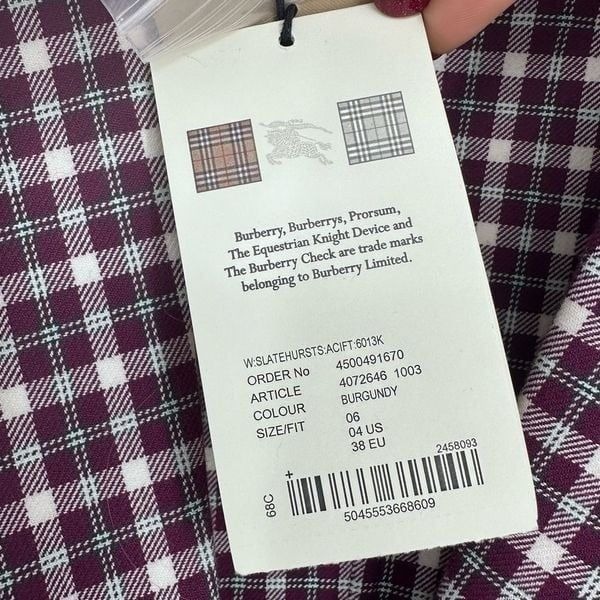 Burberry, Burberrys, Prorsum,
The Equestrian Knight Device and
The Burberry Check are trade marks
belonging to Burberry Limited.
W:SLATEHURSTS:ACIFT:6013K
ORDER No 4500491670
ARTICLE 4072646 1003
COLOUR BURGUNDY
SIZE/FIT 06
04 US
38 EU
2458093
68C
5045553668609